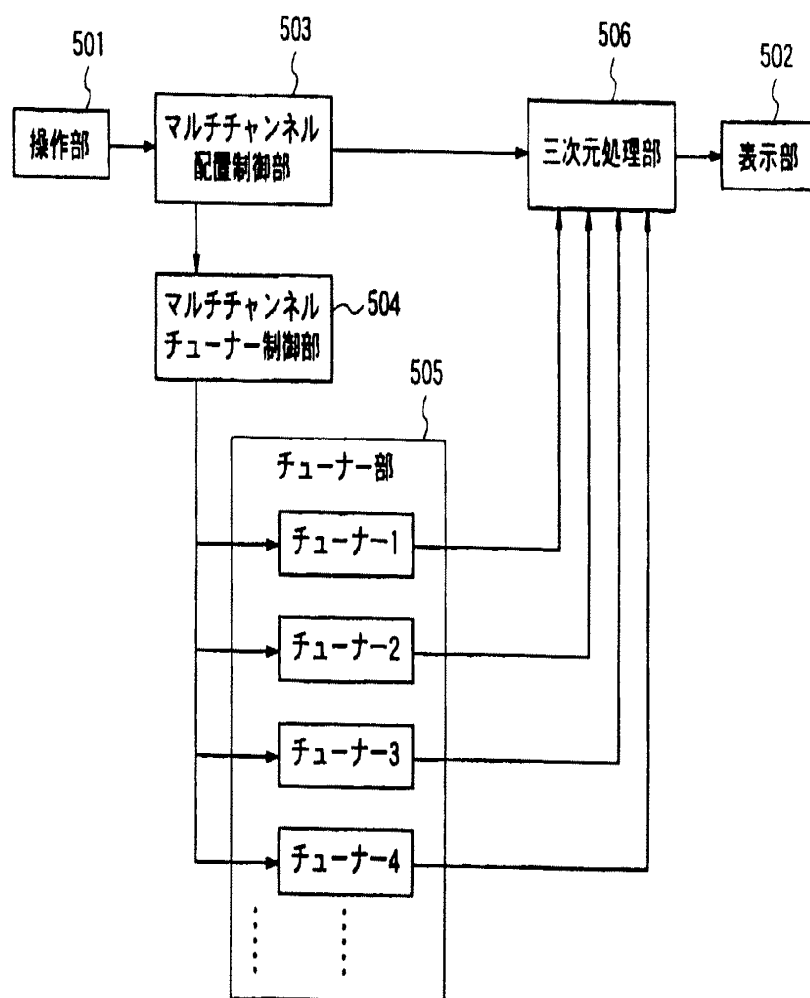 501
503
506
502
操作部
マルチチャンネル
配置制御部
三次元処理部
表示部
マルチチャンネル
チューナー制御部
504
505
チューナー部
チューナー1
チューナー2
チューナー3
チューナー4